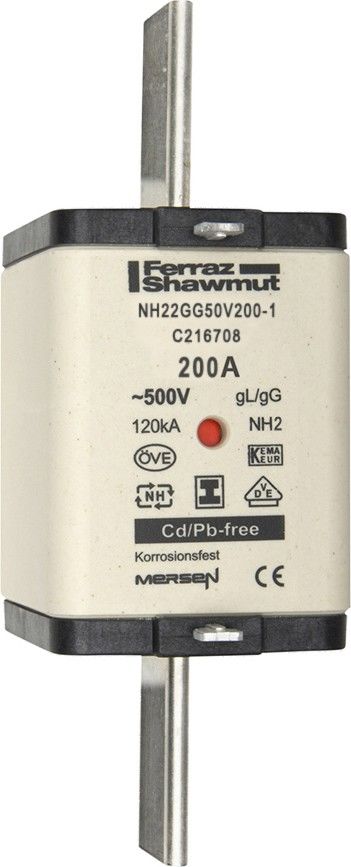 Ferraz
Shawmut
NH22GG50V200-1
C216708
200A
~500V gL/gG
120kA NH2
ÖVE KEMA KEUR
NH VDE
Cd/Pb-free
Korrosionsfest
MERSEN CE